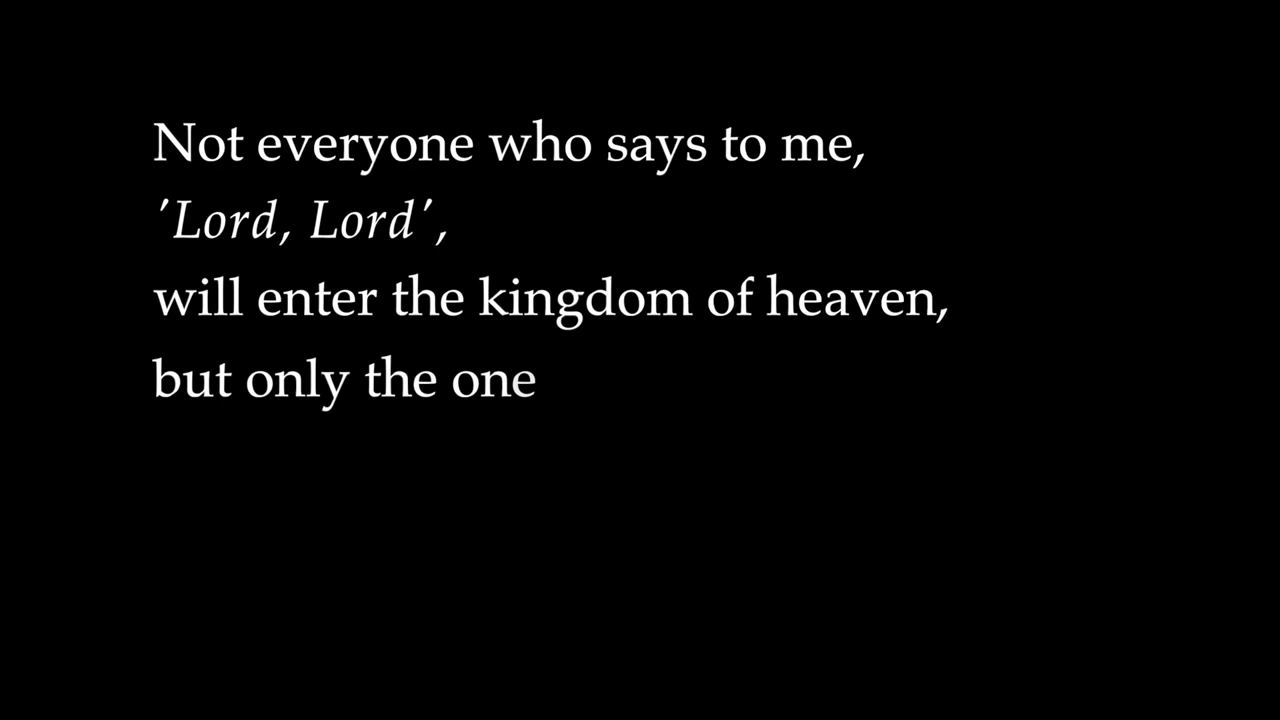 Not everyone who says to me,
'Lord, Lord',
will enter the kingdom of heaven,
but only the one